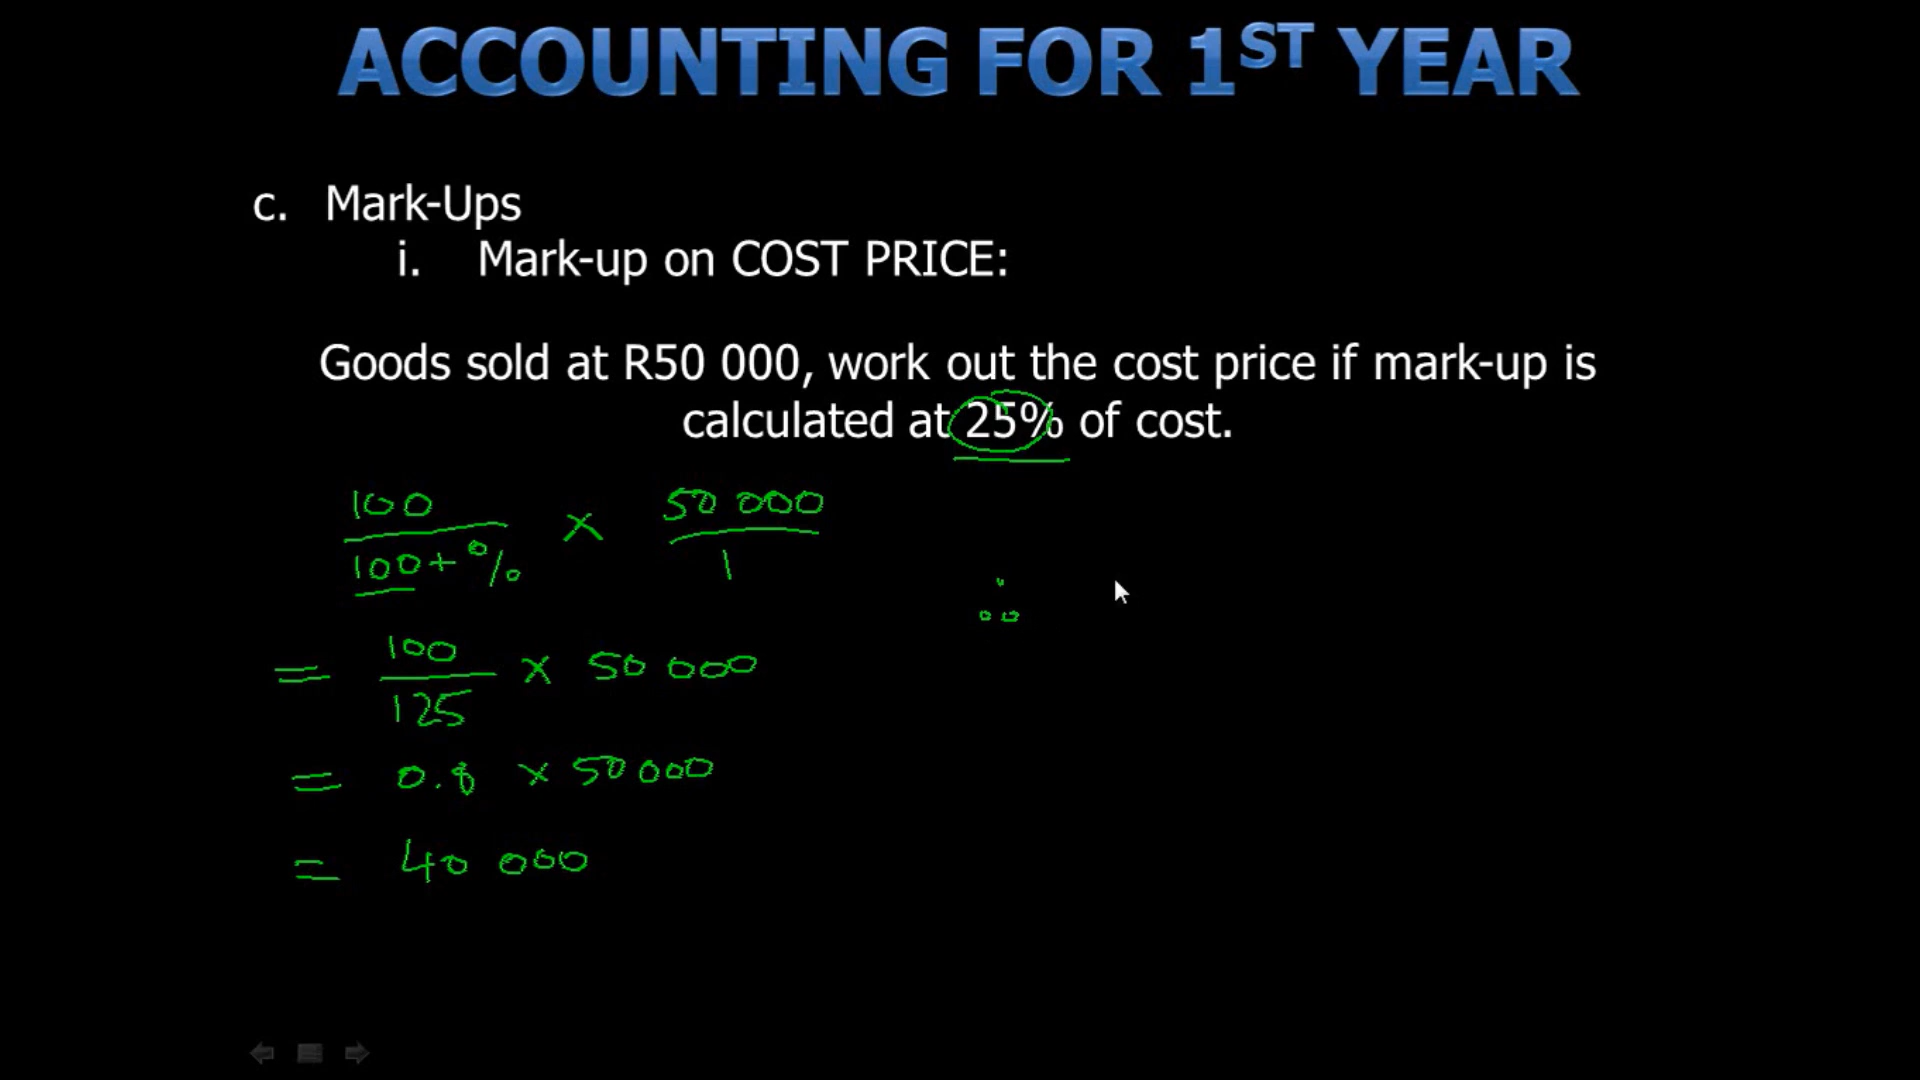 ACCOUNTING FOR 1ST YEAR
c. Mark-Ups
i. Mark-up on COST PRICE:
Goods sold at R50 000, work out the cost price if mark-up is
calculated at 25% of cost.
100 / 100+% × 50 000 / 1
= 100 / 125 × 50 000
= 0.8 × 50 000
= 40 000
∴